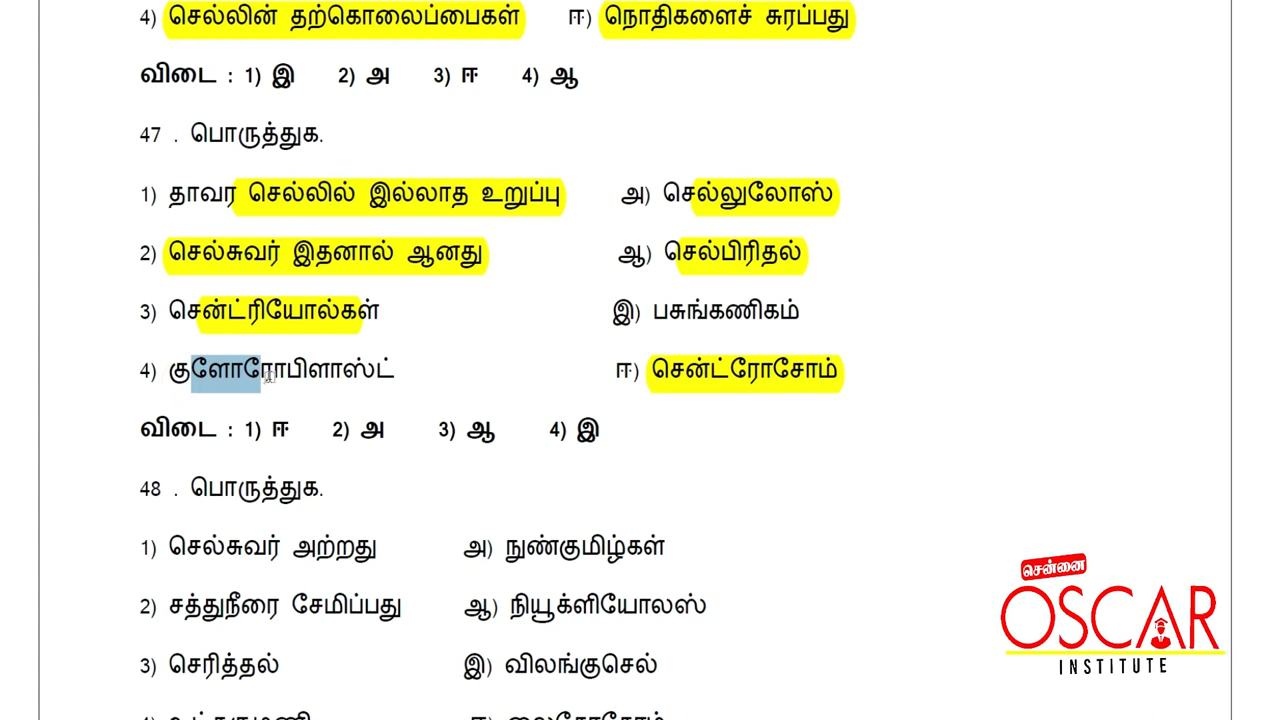 4) செல்லின் தற்கொலைப்பைகள் ஈ) நொதிகளைச் சுரப்பது
விடை : 1) இ 2) அ 3) ஈ 4) ஆ
47 . பொருத்துக.
1) தாவர செல்லில் இல்லாத உறுப்பு அ) செல்லுலோஸ்
2) செல்சுவர் இதனால் ஆனது ஆ) செல்பிரிதல்
3) சென்ட்ரியோல்கள் இ) பசுங்கணிகம்
4) குளோரோபிளாஸ்ட் ஈ) சென்ட்ரோசோம்
விடை : 1) ஈ 2) அ 3) ஆ 4) இ
48 . பொருத்துக.
1) செல்சுவர் அற்றது அ) நுண்குமிழ்கள்
2) சத்துநீரை சேமிப்பது ஆ) நியூக்ளியோலஸ்
3) செரித்தல் இ) விலங்குசெல்
சென்னை
OSCAR
INSTITUTE